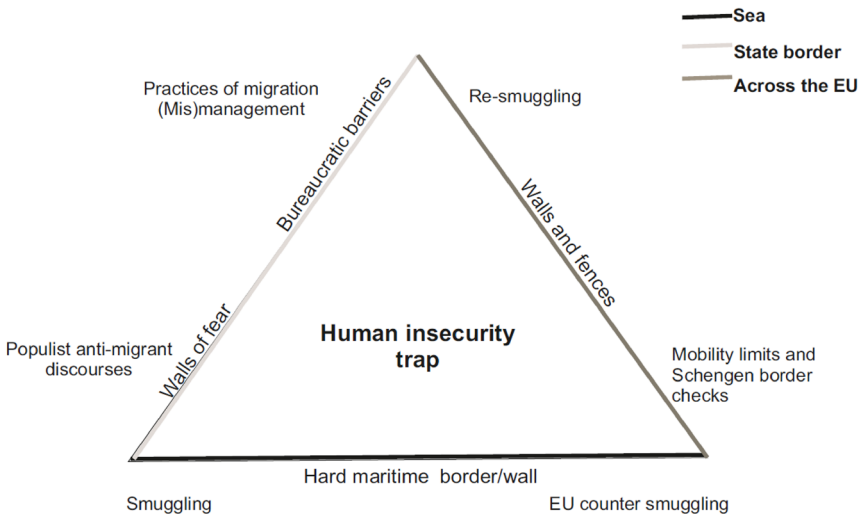 Sea
State border
Across the EU
Practices of migration
(Mis)management
Re-smuggling
Bureaucratic barriers
Walls and fences
Walls of fear
Populist anti-migrant
discourses
Human insecurity
trap
Mobility limits and
Schengen border
checks
Hard maritime border/wall
Smuggling
EU counter smuggling